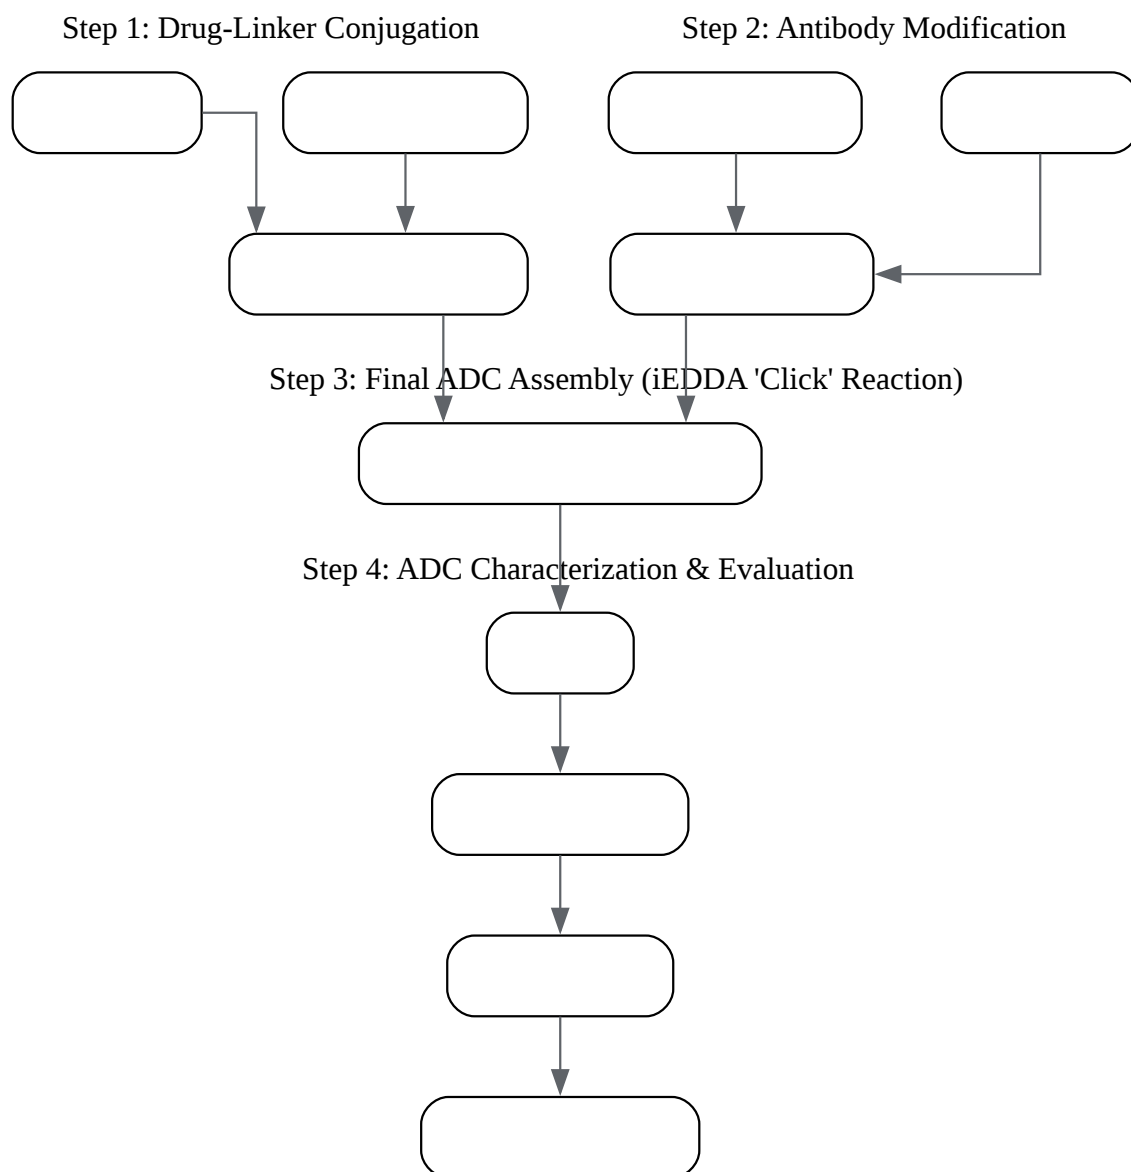 Step 1: Drug-Linker Conjugation
Step 2: Antibody Modification
Step 3: Final ADC Assembly (iEDDA 'Click' Reaction)
Step 4: ADC Characterization & Evaluation